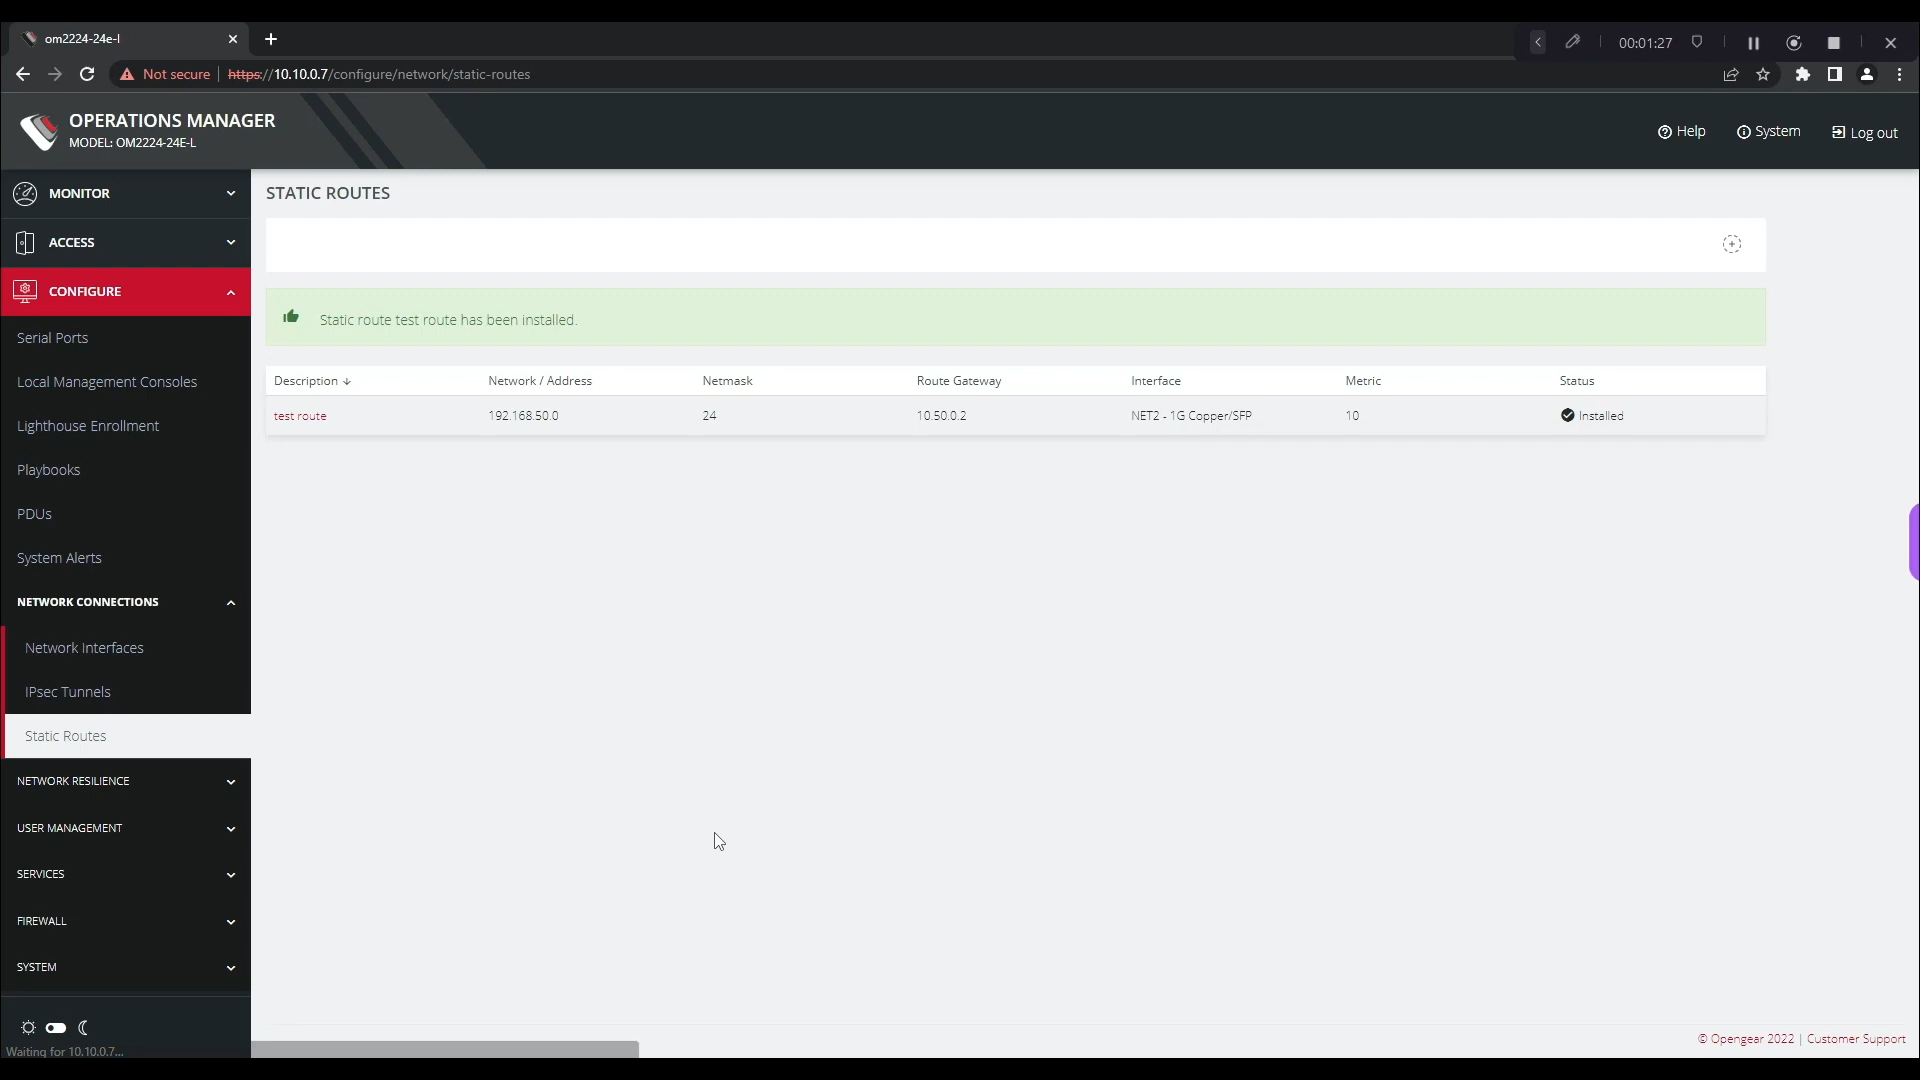 om2224-24e-l
00:01:27
Not secure | https://10.10.0.7/configure/network/static-routes
OPERATIONS MANAGER
MODEL: OM2224-24E-L
Help
System
Log out
MONITOR
ACCESS
CONFIGURE
Serial Ports
Local Management Consoles
Lighthouse Enrollment
Playbooks
PDUs
System Alerts
NETWORK CONNECTIONS
Network Interfaces
IPsec Tunnels
Static Routes
NETWORK RESILIENCE
USER MANAGEMENT
SERVICES
FIREWALL
SYSTEM
Waiting for 10.10.0.7...
STATIC ROUTES
Static route test route has been installed.
Description Network / Address Netmask Route Gateway Interface Metric Status
test route 192.168.50.0 24 10.50.0.2 NET2 - 1G Copper/SFP 10 Installed
© Opengear 2022 | Customer Support